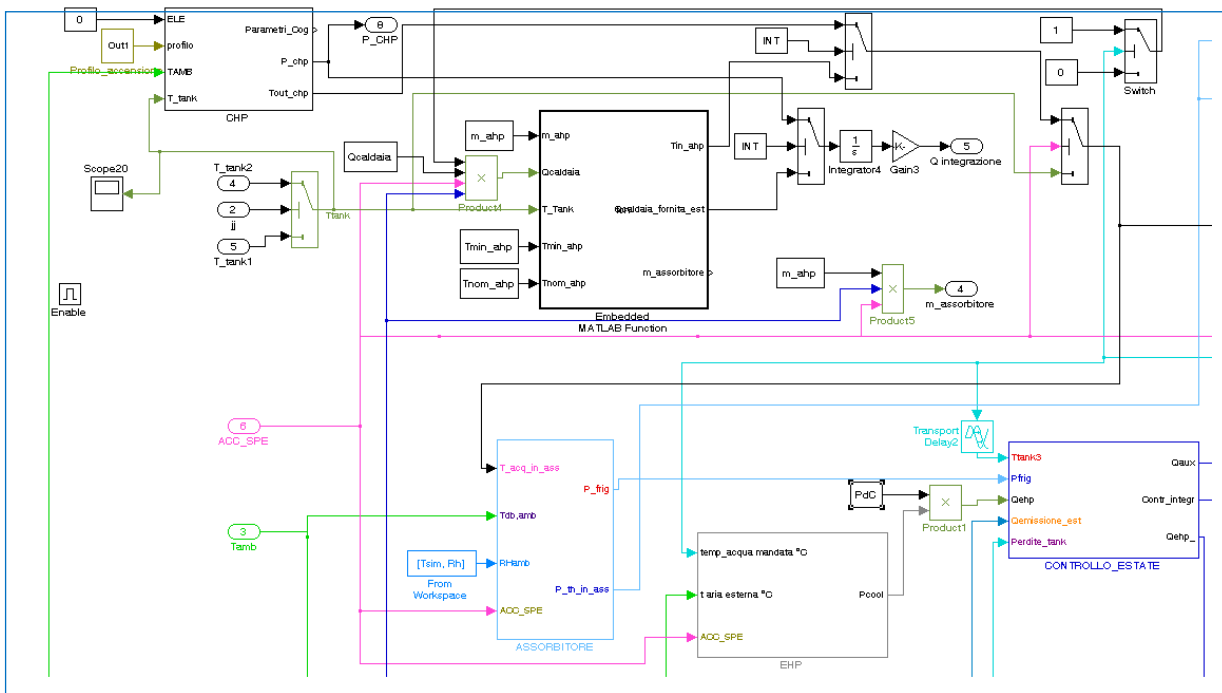 0
ELE
Parametri_Cog
8
P_CHP
Out1
profilo
Profilo_accension
P_chp
TAMB
Tout_chp
T_tank
CHP
INT
1
0
Switch
Scope20
T_tank2
4
2
jj
5
T_tank1
Ttank
Qcaldaia
m_ahp
Product4
m_ahp
Tin_ahp
Qcaldaia
T_Tank
Qcaldaia_fornita_est
Tmin_ahp
Tmin_ahp
Tnom_ahp
Tnom_ahp
m_assorbitore
Embedded
MATLAB Function
INT
1
s
Integrator4
K-
Gain3
5
Q integrazione
m_ahp
Product5
4
m_assorbitore
Enable
6
ACC_SPE
3
Tamb
T_acq_in_ass
P_frig
Tdb,amb
[Tsim, Rh]
From
Workspace
RHamb
P_th_in_ass
ACC_SPE
ASSORBITORE
temp_acqua mandata °C
t aria esterna °C
Pcool
ACC_SPE
EHP
PdC
Product1
Transport
Delay2
Ttank3
Qaux
Pfrig
Qehp
Contr_integr
Qemissione_est
Perdite_tank
Qehp_
CONTROLLO_ESTATE